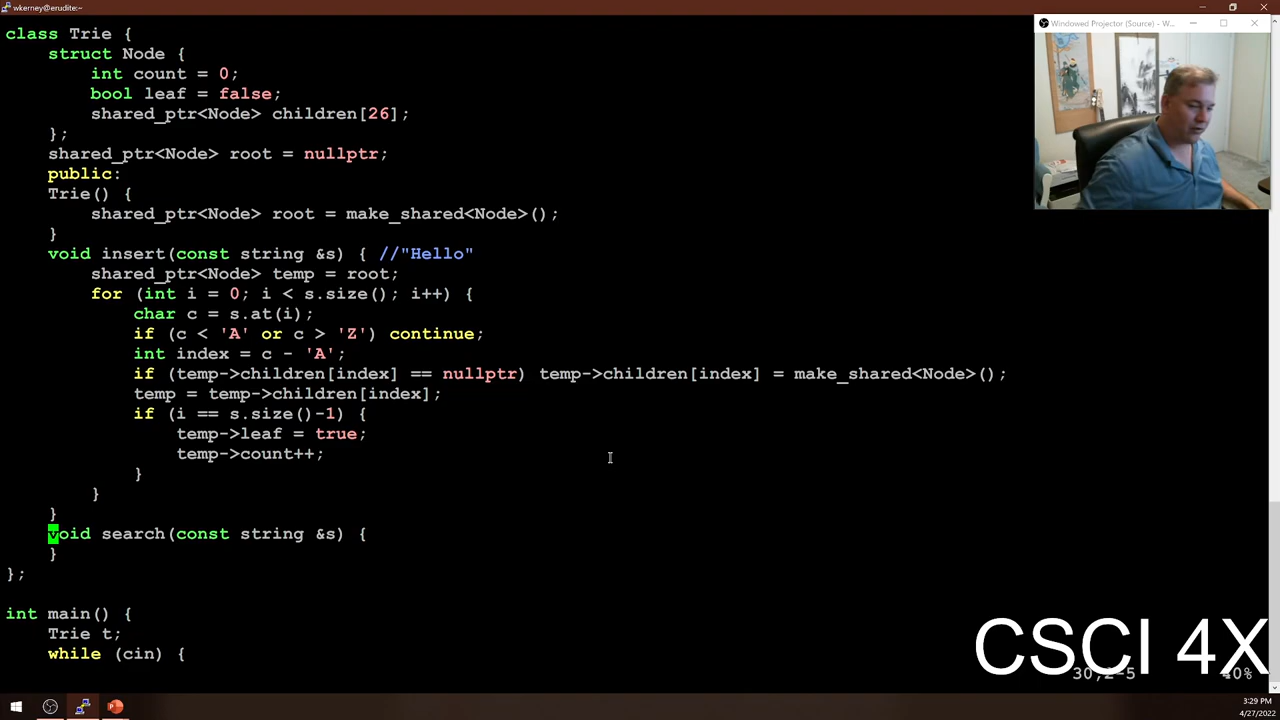 wkerney@erudite:~
Windowed Projector (Source) - W...
class Trie {
struct Node {
int count = 0;
bool leaf = false;
shared_ptr<Node> children[26];
};
shared_ptr<Node> root = nullptr;
public:
Trie() {
shared_ptr<Node> root = make_shared<Node>();
}
void insert(const string &s) { //"Hello"
shared_ptr<Node> temp = root;
for (int i = 0; i < s.size(); i++) {
char c = s.at(i);
if (c < 'A' or c > 'Z') continue;
int index = c - 'A';
if (temp->children[index] == nullptr) temp->children[index] = make_shared<Node>();
temp = temp->children[index];
if (i == s.size()-1) {
temp->leaf = true;
temp->count++;
}
}
}
void search(const string &s) {
}
};
int main() {
Trie t;
while (cin) {
CSCI 4X
40%
3:29 PM
4/27/2022